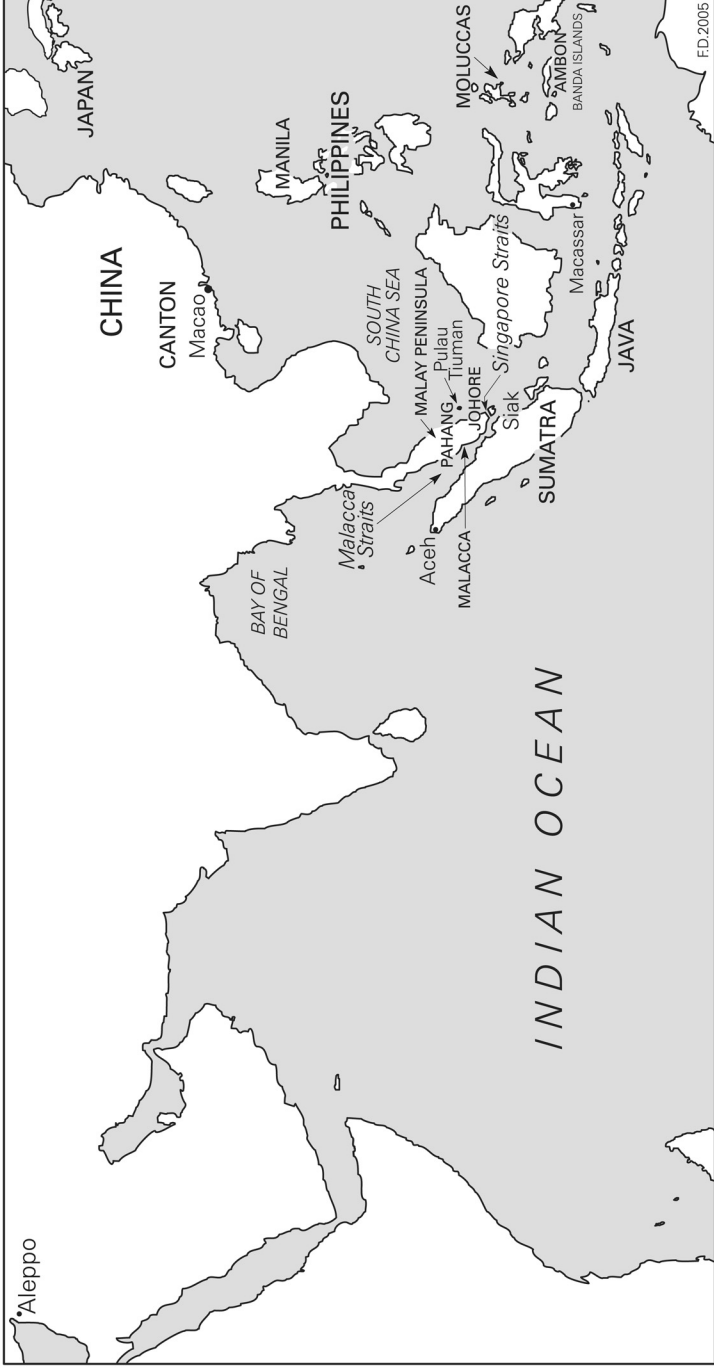 Aleppo
JAPAN
CHINA
CANTON
Macao
MANILA
PHILIPPINES
BAY OF
BENGAL
SOUTH
CHINA SEA
Malacca
Straits
MALAY PENINSULA
Pulau
Tiuman
PAHANG
JOHORE
Singapore Straits
Aceh
MALACCA
Siak
SUMATRA
MOLUCCAS
AMBON
BANDA ISLANDS
Macassar
JAVA
INDIAN OCEAN
F.D.2005